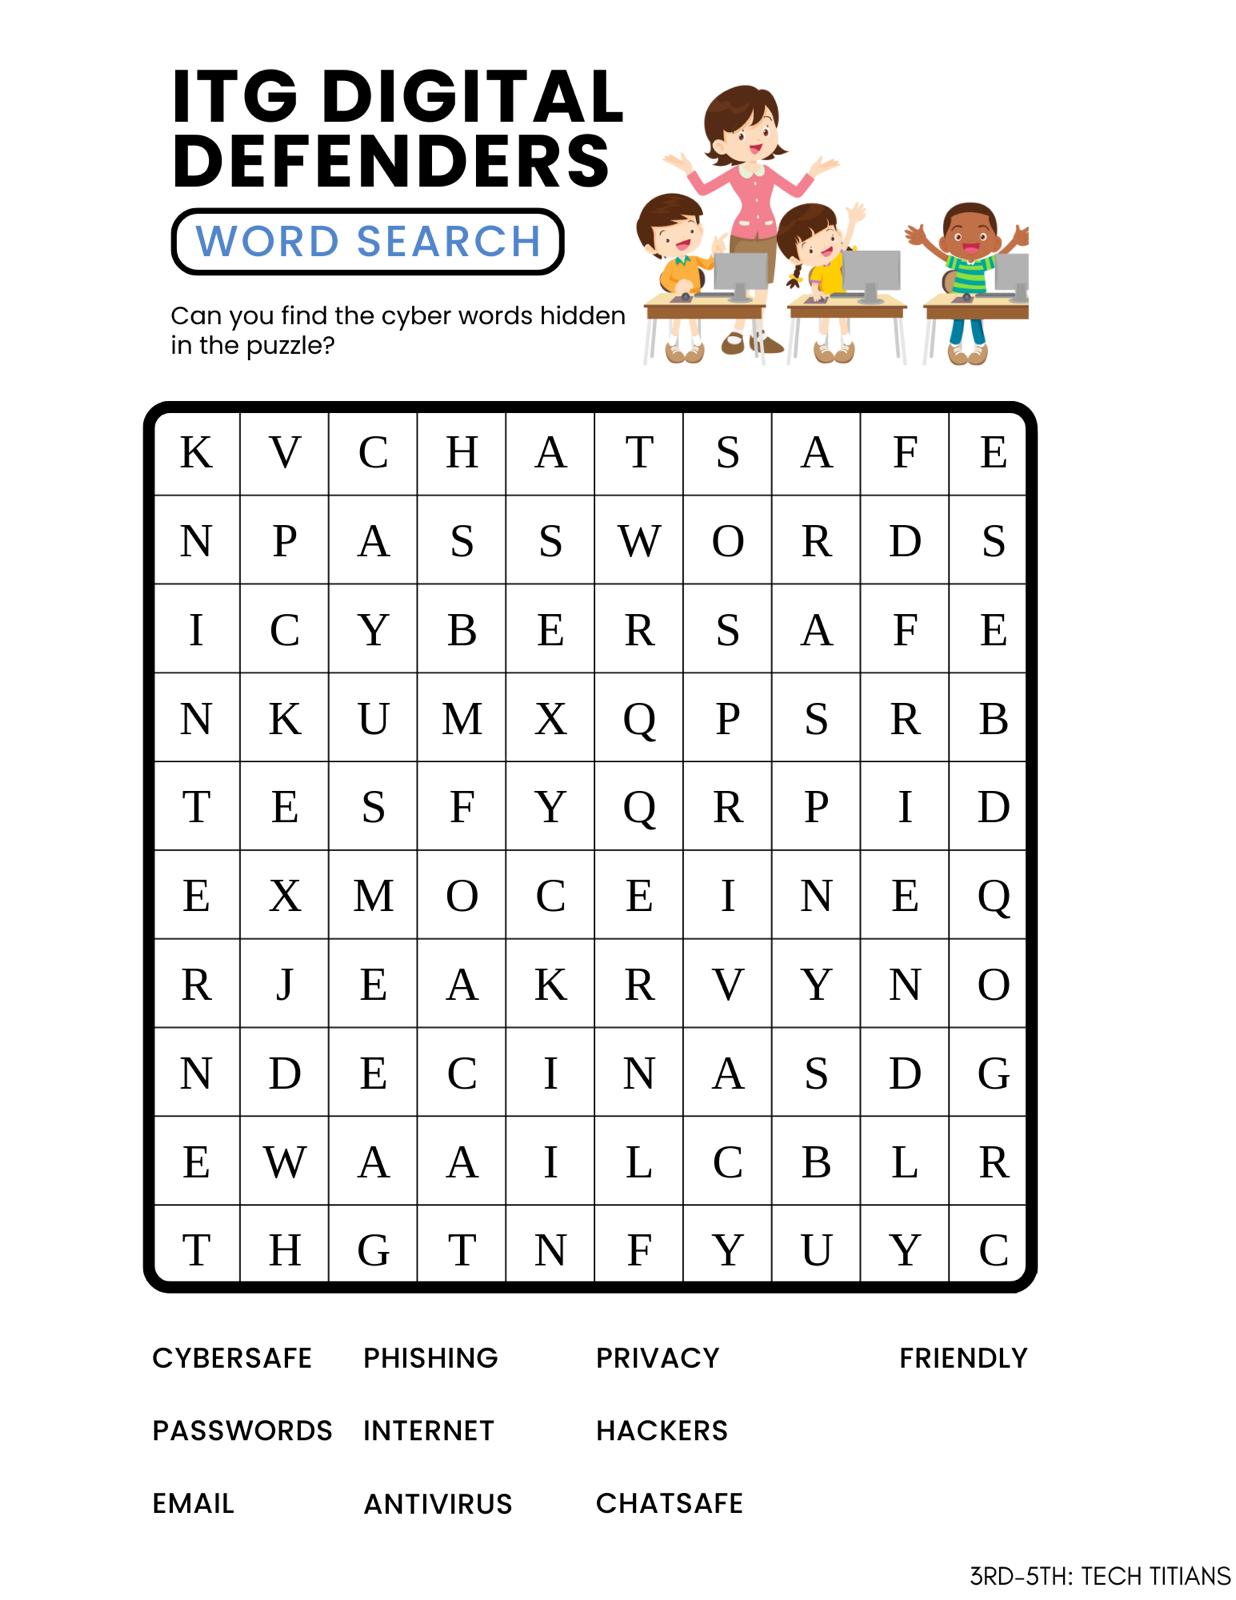 ITG DIGITAL
DEFENDERS
WORD SEARCH
Can you find the cyber words hidden
in the puzzle?
K V C H A T S A F E
N P A S S W O R D S
I C Y B E R S A F E
N K U M X Q P S R B
T E S F Y Q R P I D
E X M O C E I N E Q
R J E A K R V Y N O
N D E C I N A S D G
E W A A I L C B L R
T H G T N F Y U Y C
CYBERSAFE PHISHING PRIVACY FRIENDLY
PASSWORDS INTERNET HACKERS
EMAIL ANTIVIRUS CHATSAFE
3RD-5TH: TECH TITIANS